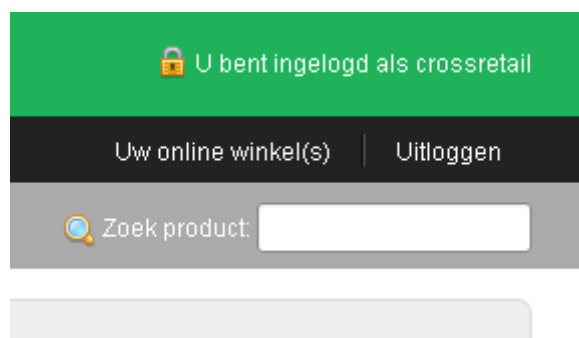 U bent ingelogd als crossretail
Uw online winkel(s) Uitloggen
Zoek product: